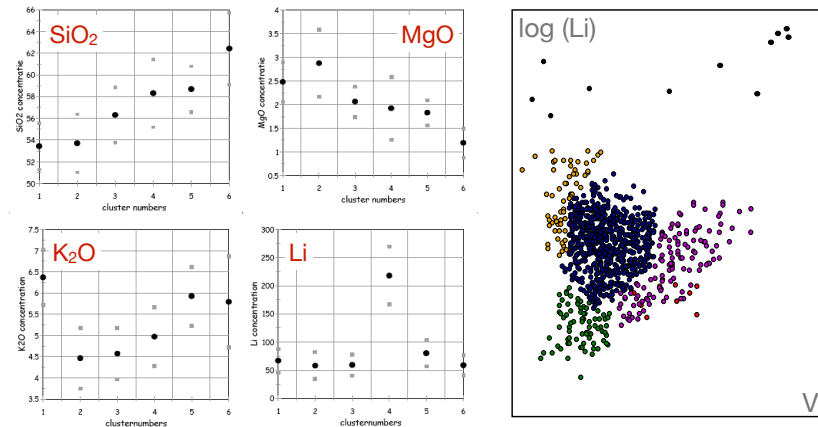 SiO₂
66
64
62
60
58
56
54
52
50
SiO2 concentratie
1 2 3 4 5 6
cluster numbers
MgO
4
3.5
3
2.5
2
1.5
1
0.5
MgO concentratie
1 2 3 4 5 6
cluster numbers
K₂O
7.5
7
6.5
6
5.5
5
4.5
4
3.5
K2O concentration
1 2 3 4 5 6
clusternumbers
Li
300
250
200
150
100
50
0
Li concentration
1 2 3 4 5 6
clusternumbers
log (Li)
V